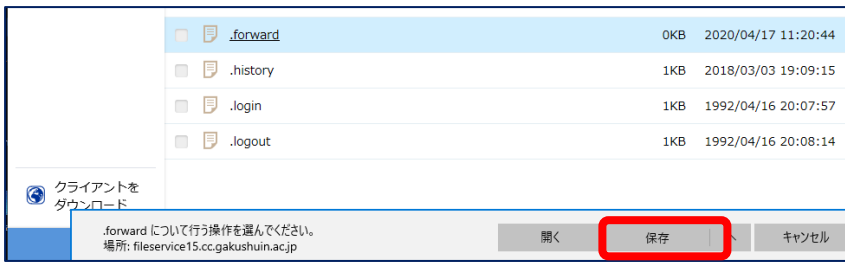 .forward 0KB 2020/04/17 11:20:44
.history 1KB 2018/03/03 19:09:15
.login 1KB 1992/04/16 20:07:57
.logout 1KB 1992/04/16 20:08:14
クライアントを
ダウンロード
.forward について行う操作を選んでください。
場所: fileservice15.cc.gakushuin.ac.jp
開く 保存 キャンセル